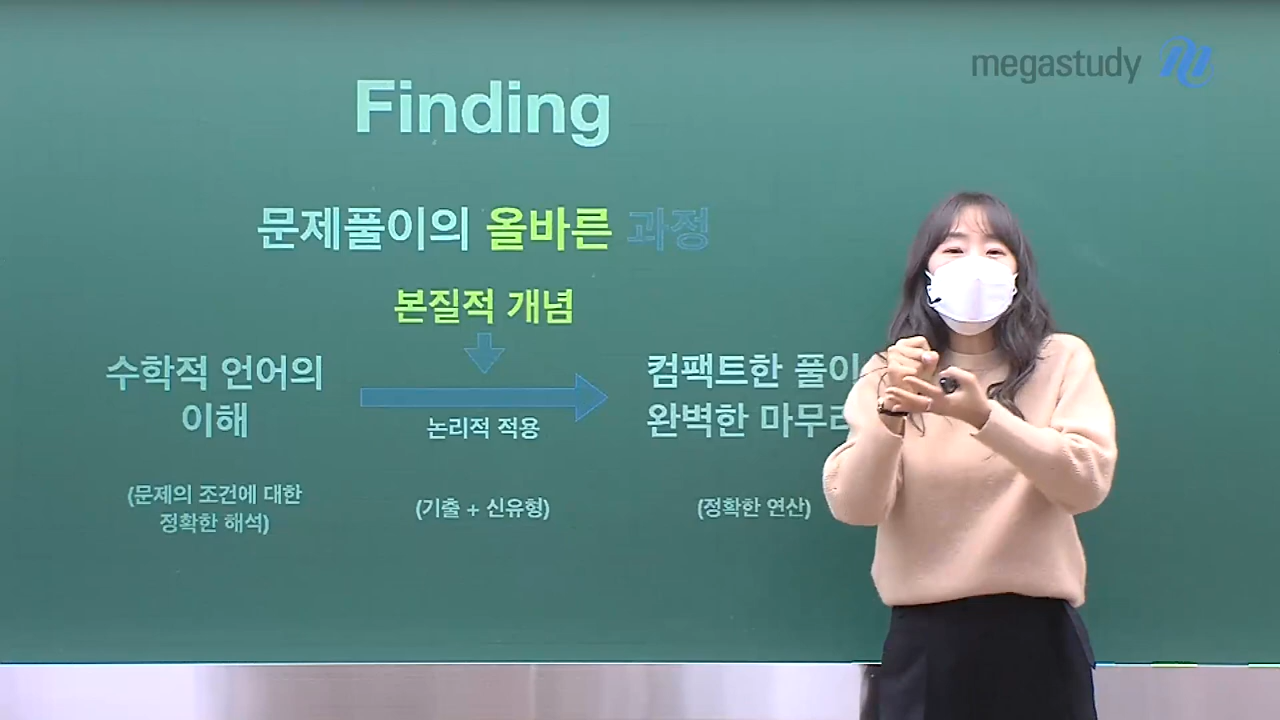 megastudy
Finding
문제풀이의 올바른 과정
본질적 개념
수학적 언어의
이해
논리적 적용
컴팩트한 풀이
완벽한 마무리
(문제의 조건에 대한
정확한 해석)
(기출 + 신유형)
(정확한 연산)